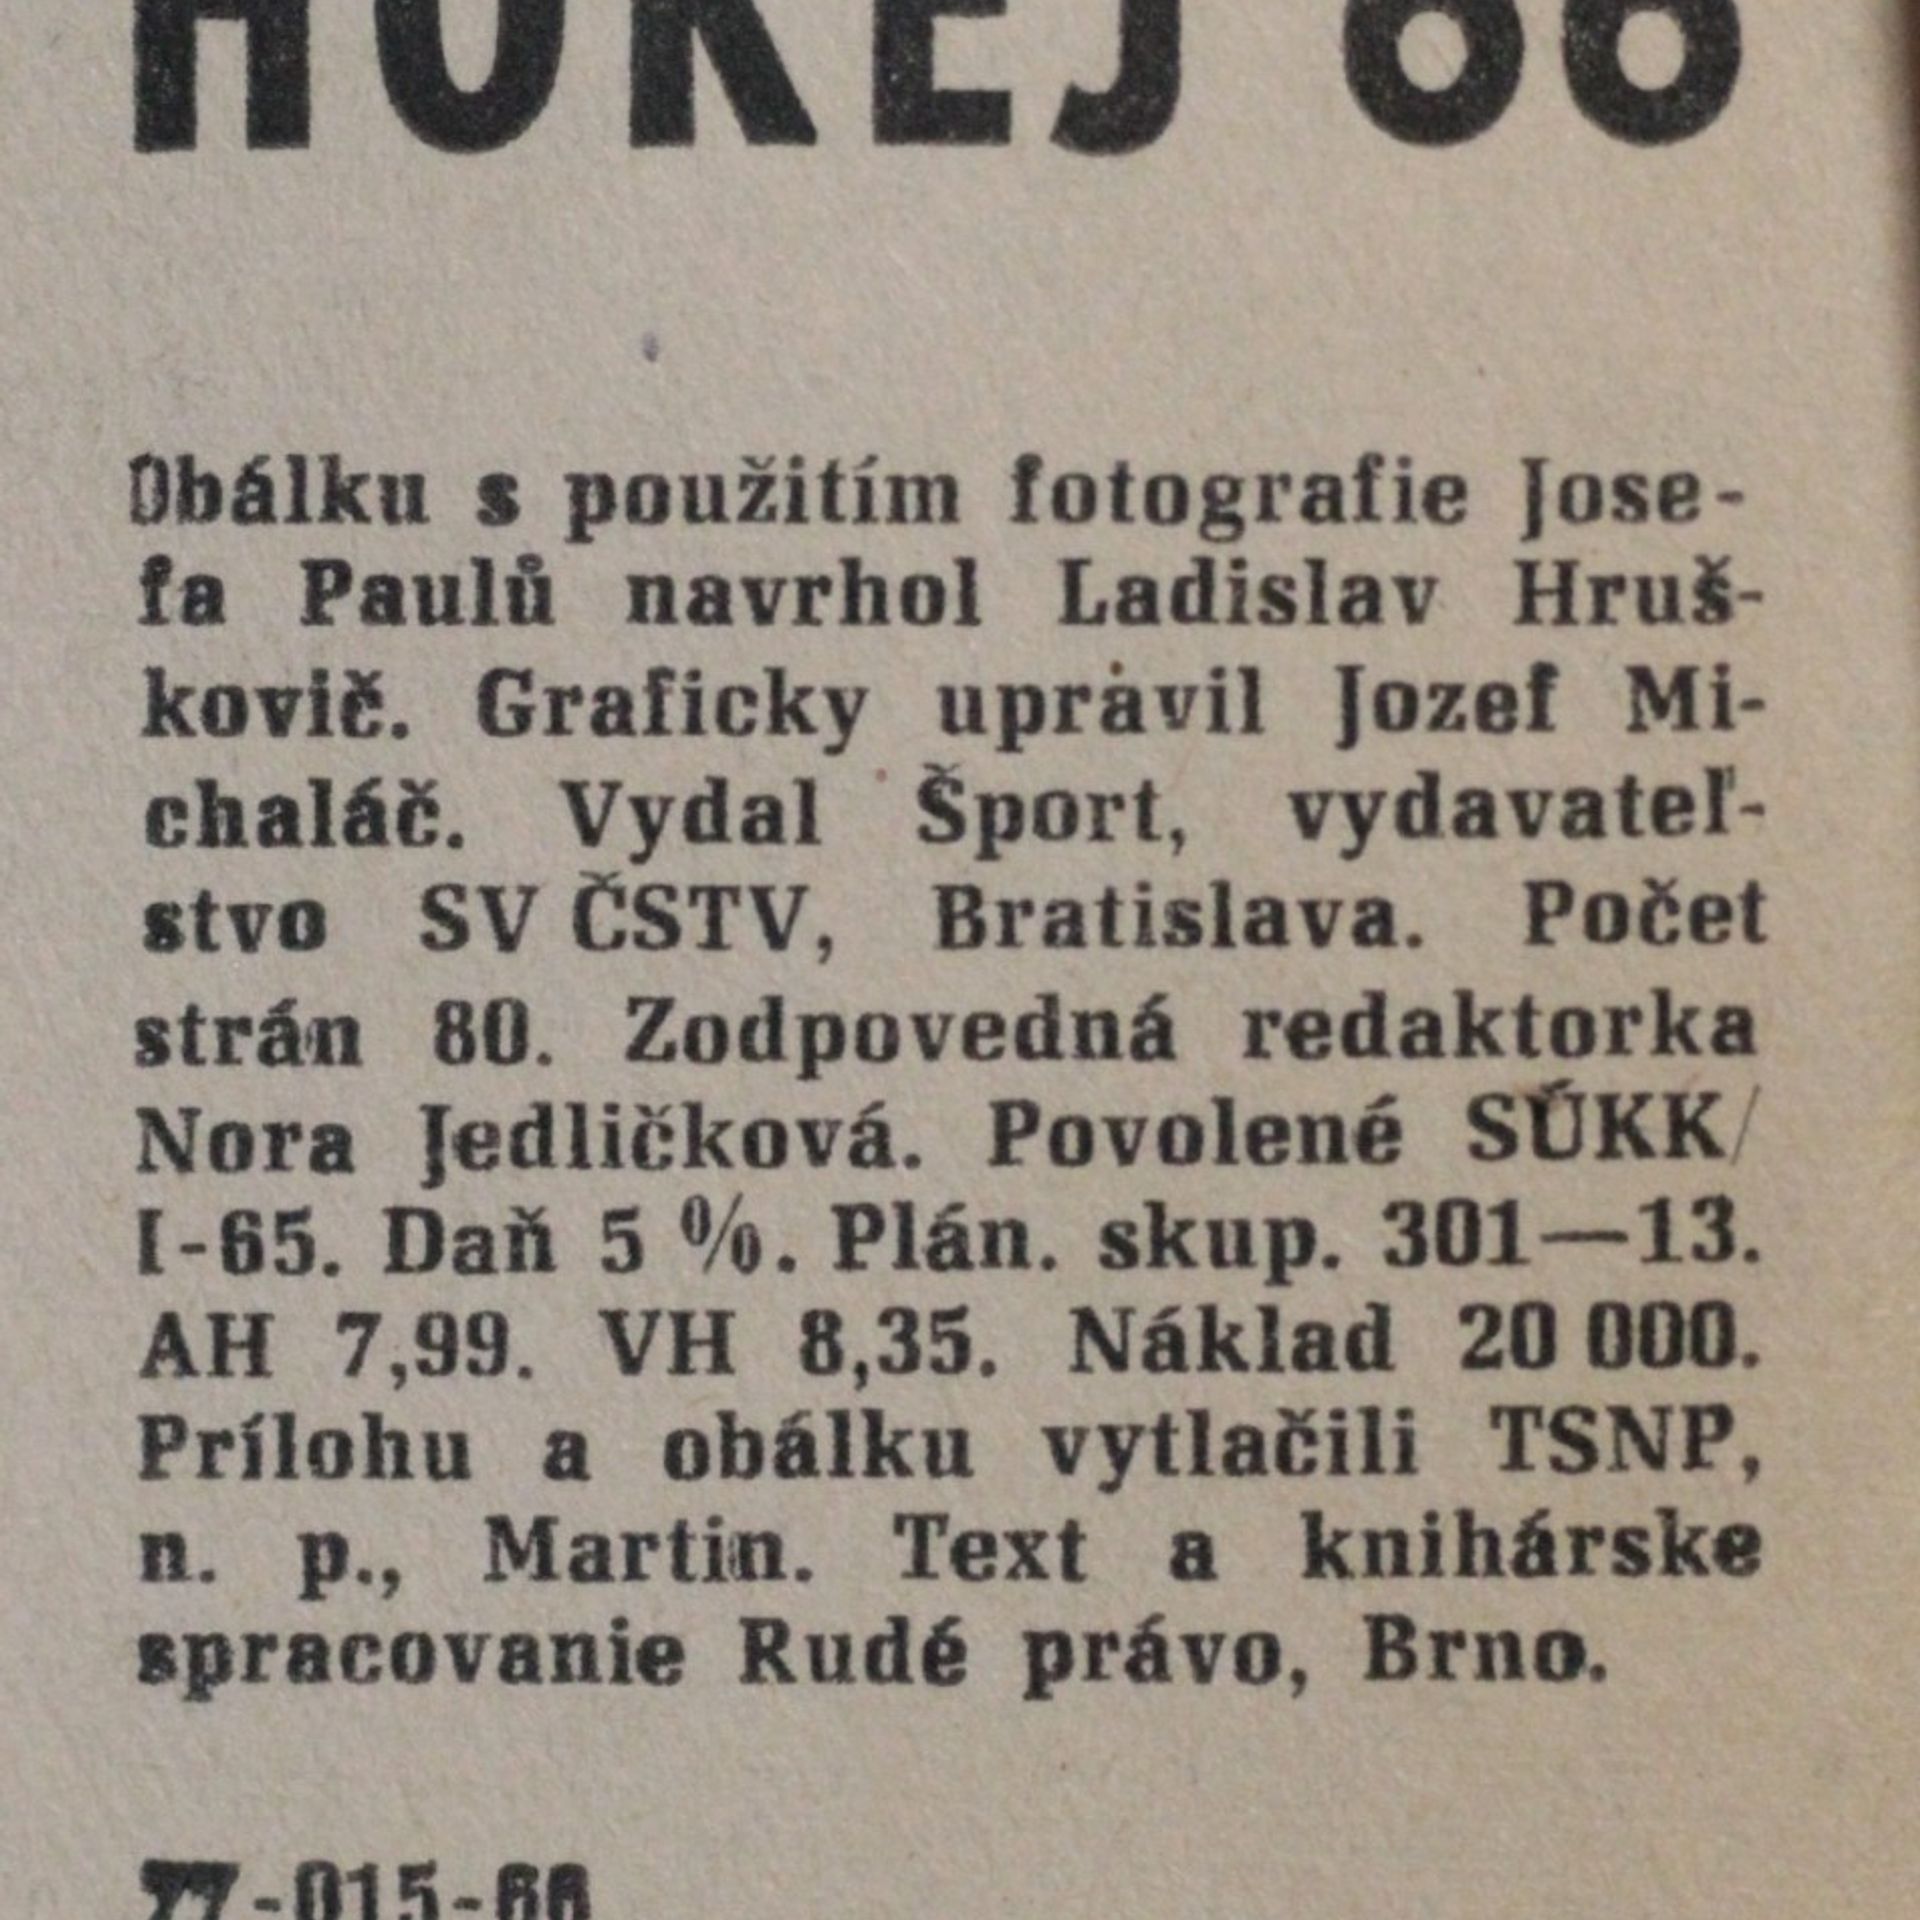 HOKEJ 66
Obálku s použitím fotografie Jose-
fa Paulů navrhol Ladislav Hruš-
kovič. Graficky upravil Jozef Mi-
chaláč. Vydal Šport, vydavateľ-
stvo SV ČSTV, Bratislava. Počet
strán 80. Zodpovedná redaktorka
Nora Jedličková. Povolené SÚKK/
I-65. Daň 5 %. Plán. skup. 301—13.
AH 7,99. VH 8,35. Náklad 20 000.
Prílohu a obálku vytlačili TSNP,
n. p., Martin. Text a knihárske
spracovanie Rudé právo, Brno.
77-015-66